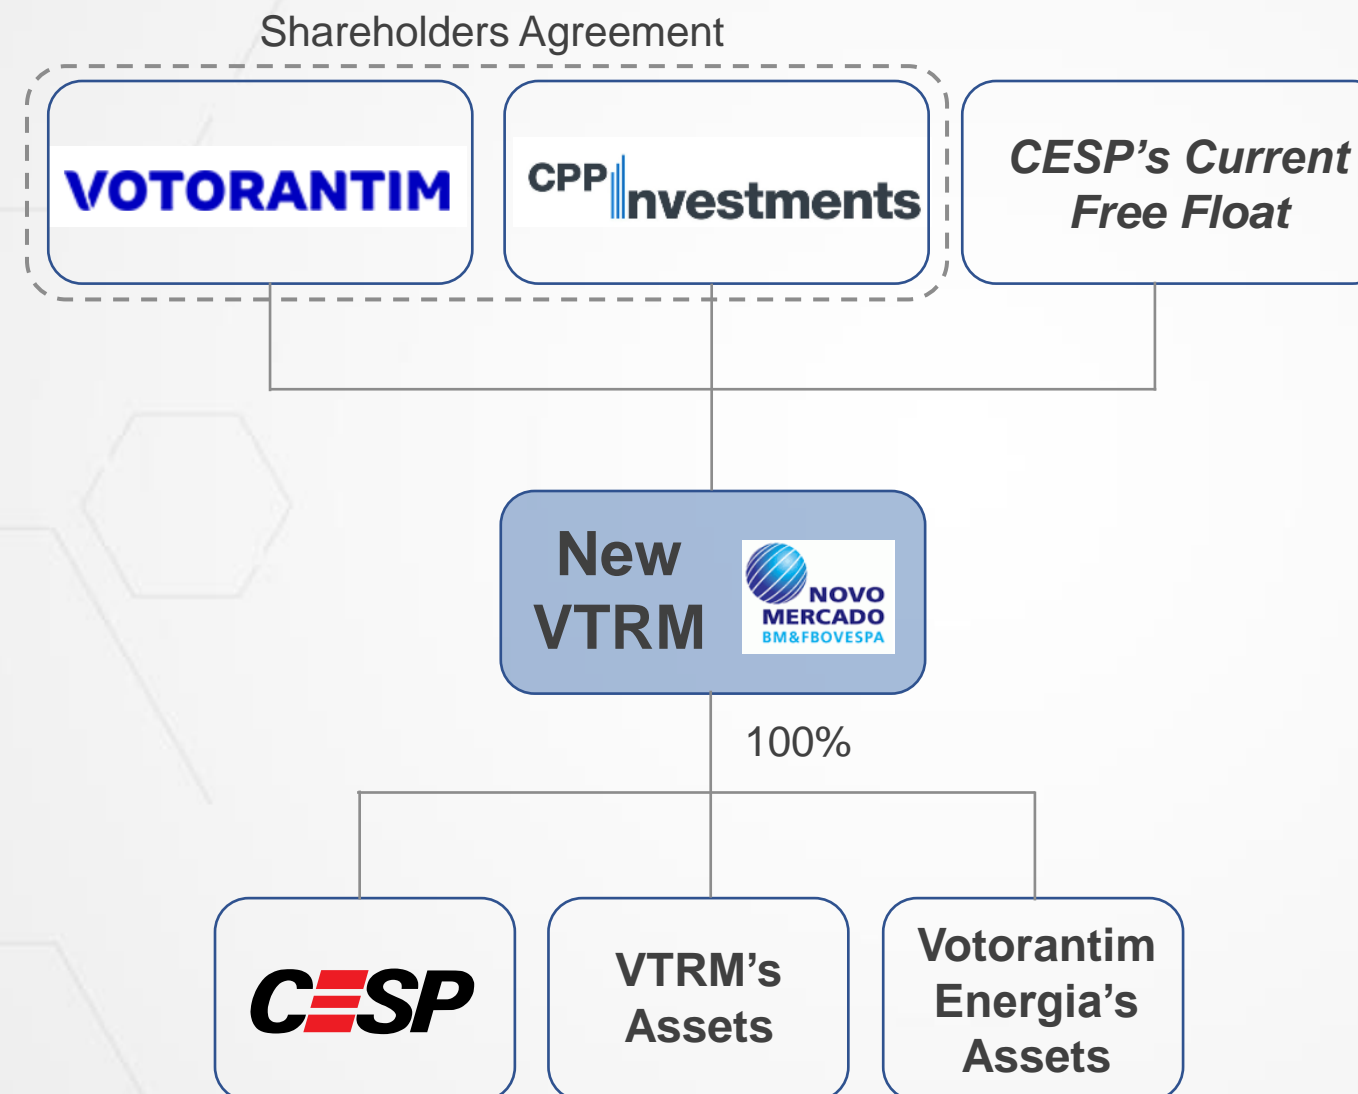 Shareholders Agreement
VOTORANTIM
CPP Investments
CESP’s Current
Free Float
New
VTRM
NOVO
MERCADO
BM&FBOVESPA
100%
CESP
VTRM’s
Assets
Votorantim
Energia’s
Assets